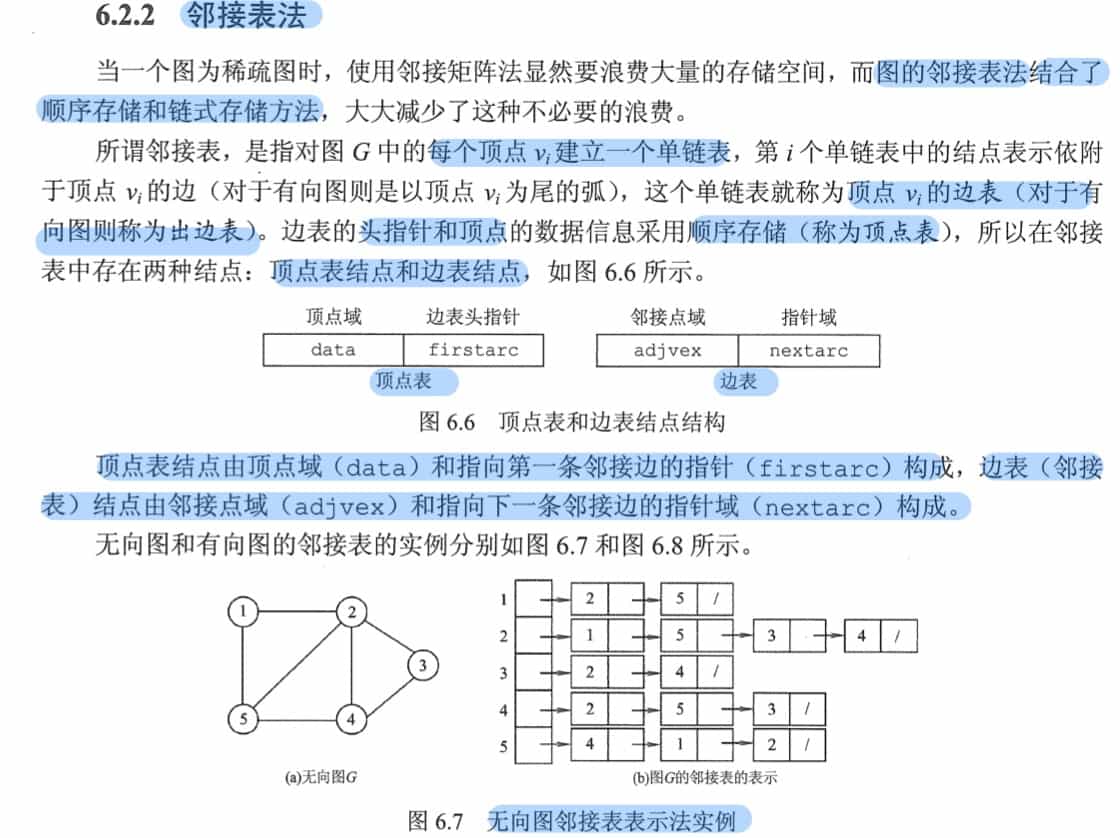 6.2.2 邻接表法
当一个图为稀疏图时，使用邻接矩阵法显然要浪费大量的存储空间，而图的邻接表法结合了
顺序存储和链式存储方法，大大减少了这种不必要的浪费。
所谓邻接表，是指对图 G 中的每个顶点 vi 建立一个单链表，第 i 个单链表中的结点表示依附
于顶点 vi 的边（对于有向图则是以顶点 vi 为尾的弧），这个单链表就称为顶点 vi 的边表（对于有
向图则称为出边表）。边表的头指针和顶点的数据信息采用顺序存储（称为顶点表），所以在邻接
表中存在两种结点：顶点表结点和边表结点，如图 6.6 所示。
顶点域 边表头指针 邻接点域 指针域
data firstarc adjvex nextarc
顶点表 边表
图 6.6 顶点表和边表结点结构
顶点表结点由顶点域（data）和指向第一条邻接边的指针（firstarc）构成，边表（邻接
表）结点由邻接点域（adjvex）和指向下一条邻接边的指针域（nextarc）构成。
无向图和有向图的邻接表的实例分别如图 6.7 和图 6.8 所示。
1 2
3
5 4
1 2 5 /
2 1 5 3 4 /
3 2 4 /
4 2 5 3 /
5 4 1 2 /
(a)无向图G (b)图G的邻接表的表示
图 6.7 无向图邻接表表示法实例